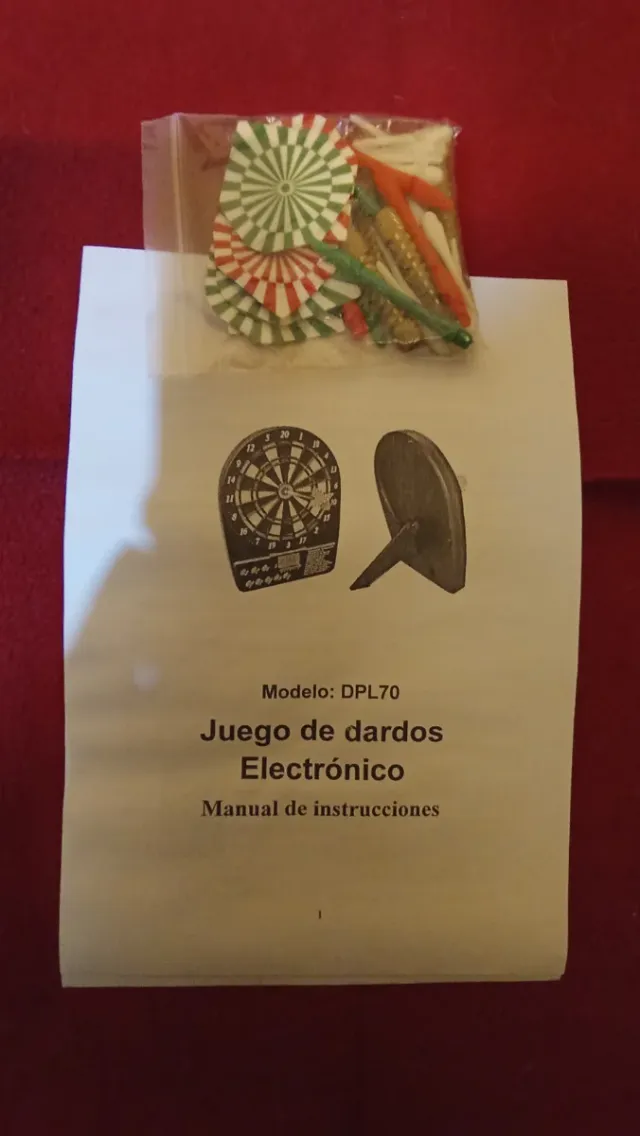 Modelo: DPL70
Juego de dardos
Electrónico
Manual de instrucciones
1